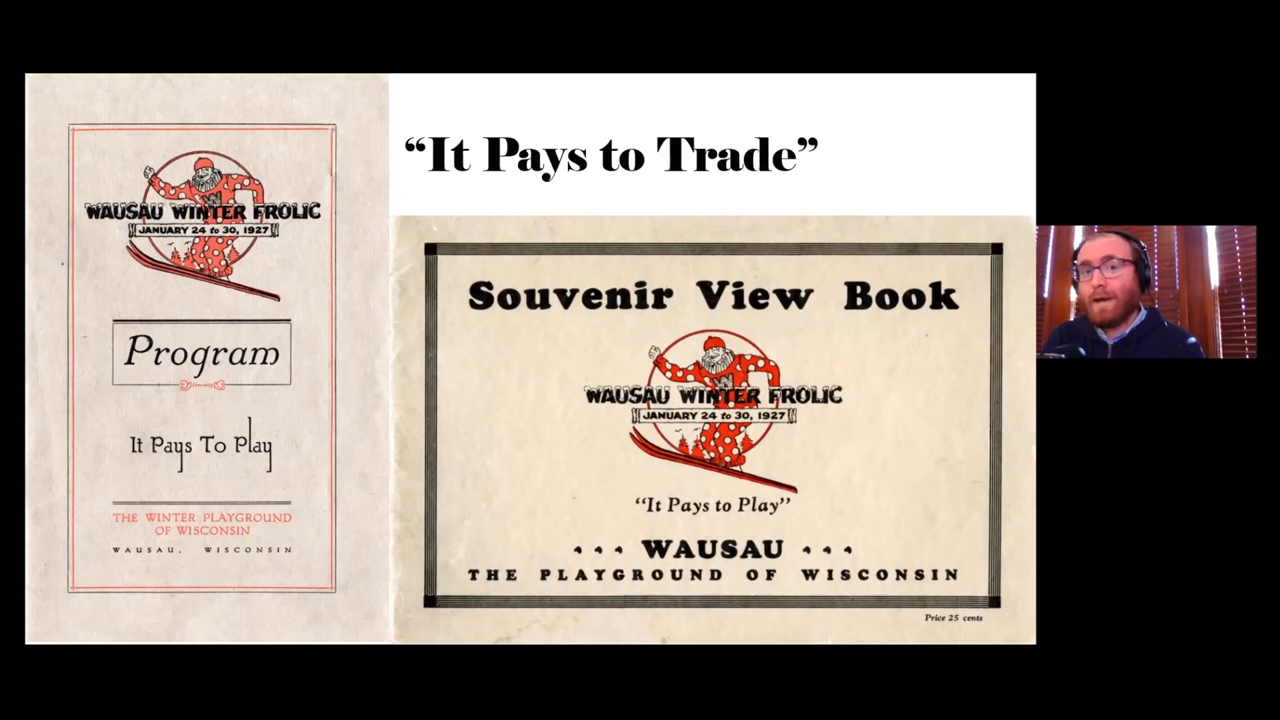 WAUSAU WINTER FROLIC
JANUARY 24 to 30, 1927
Program
It Pays To Play
THE WINTER PLAYGROUND
OF WISCONSIN
WAUSAU, WISCONSIN
“It Pays to Trade”
Souvenir View Book
W
WAUSAU WINTER FROLIC
JANUARY 24 to 30, 1927
“It Pays to Play”
WAUSAU
THE PLAYGROUND OF WISCONSIN
Price 25 cents